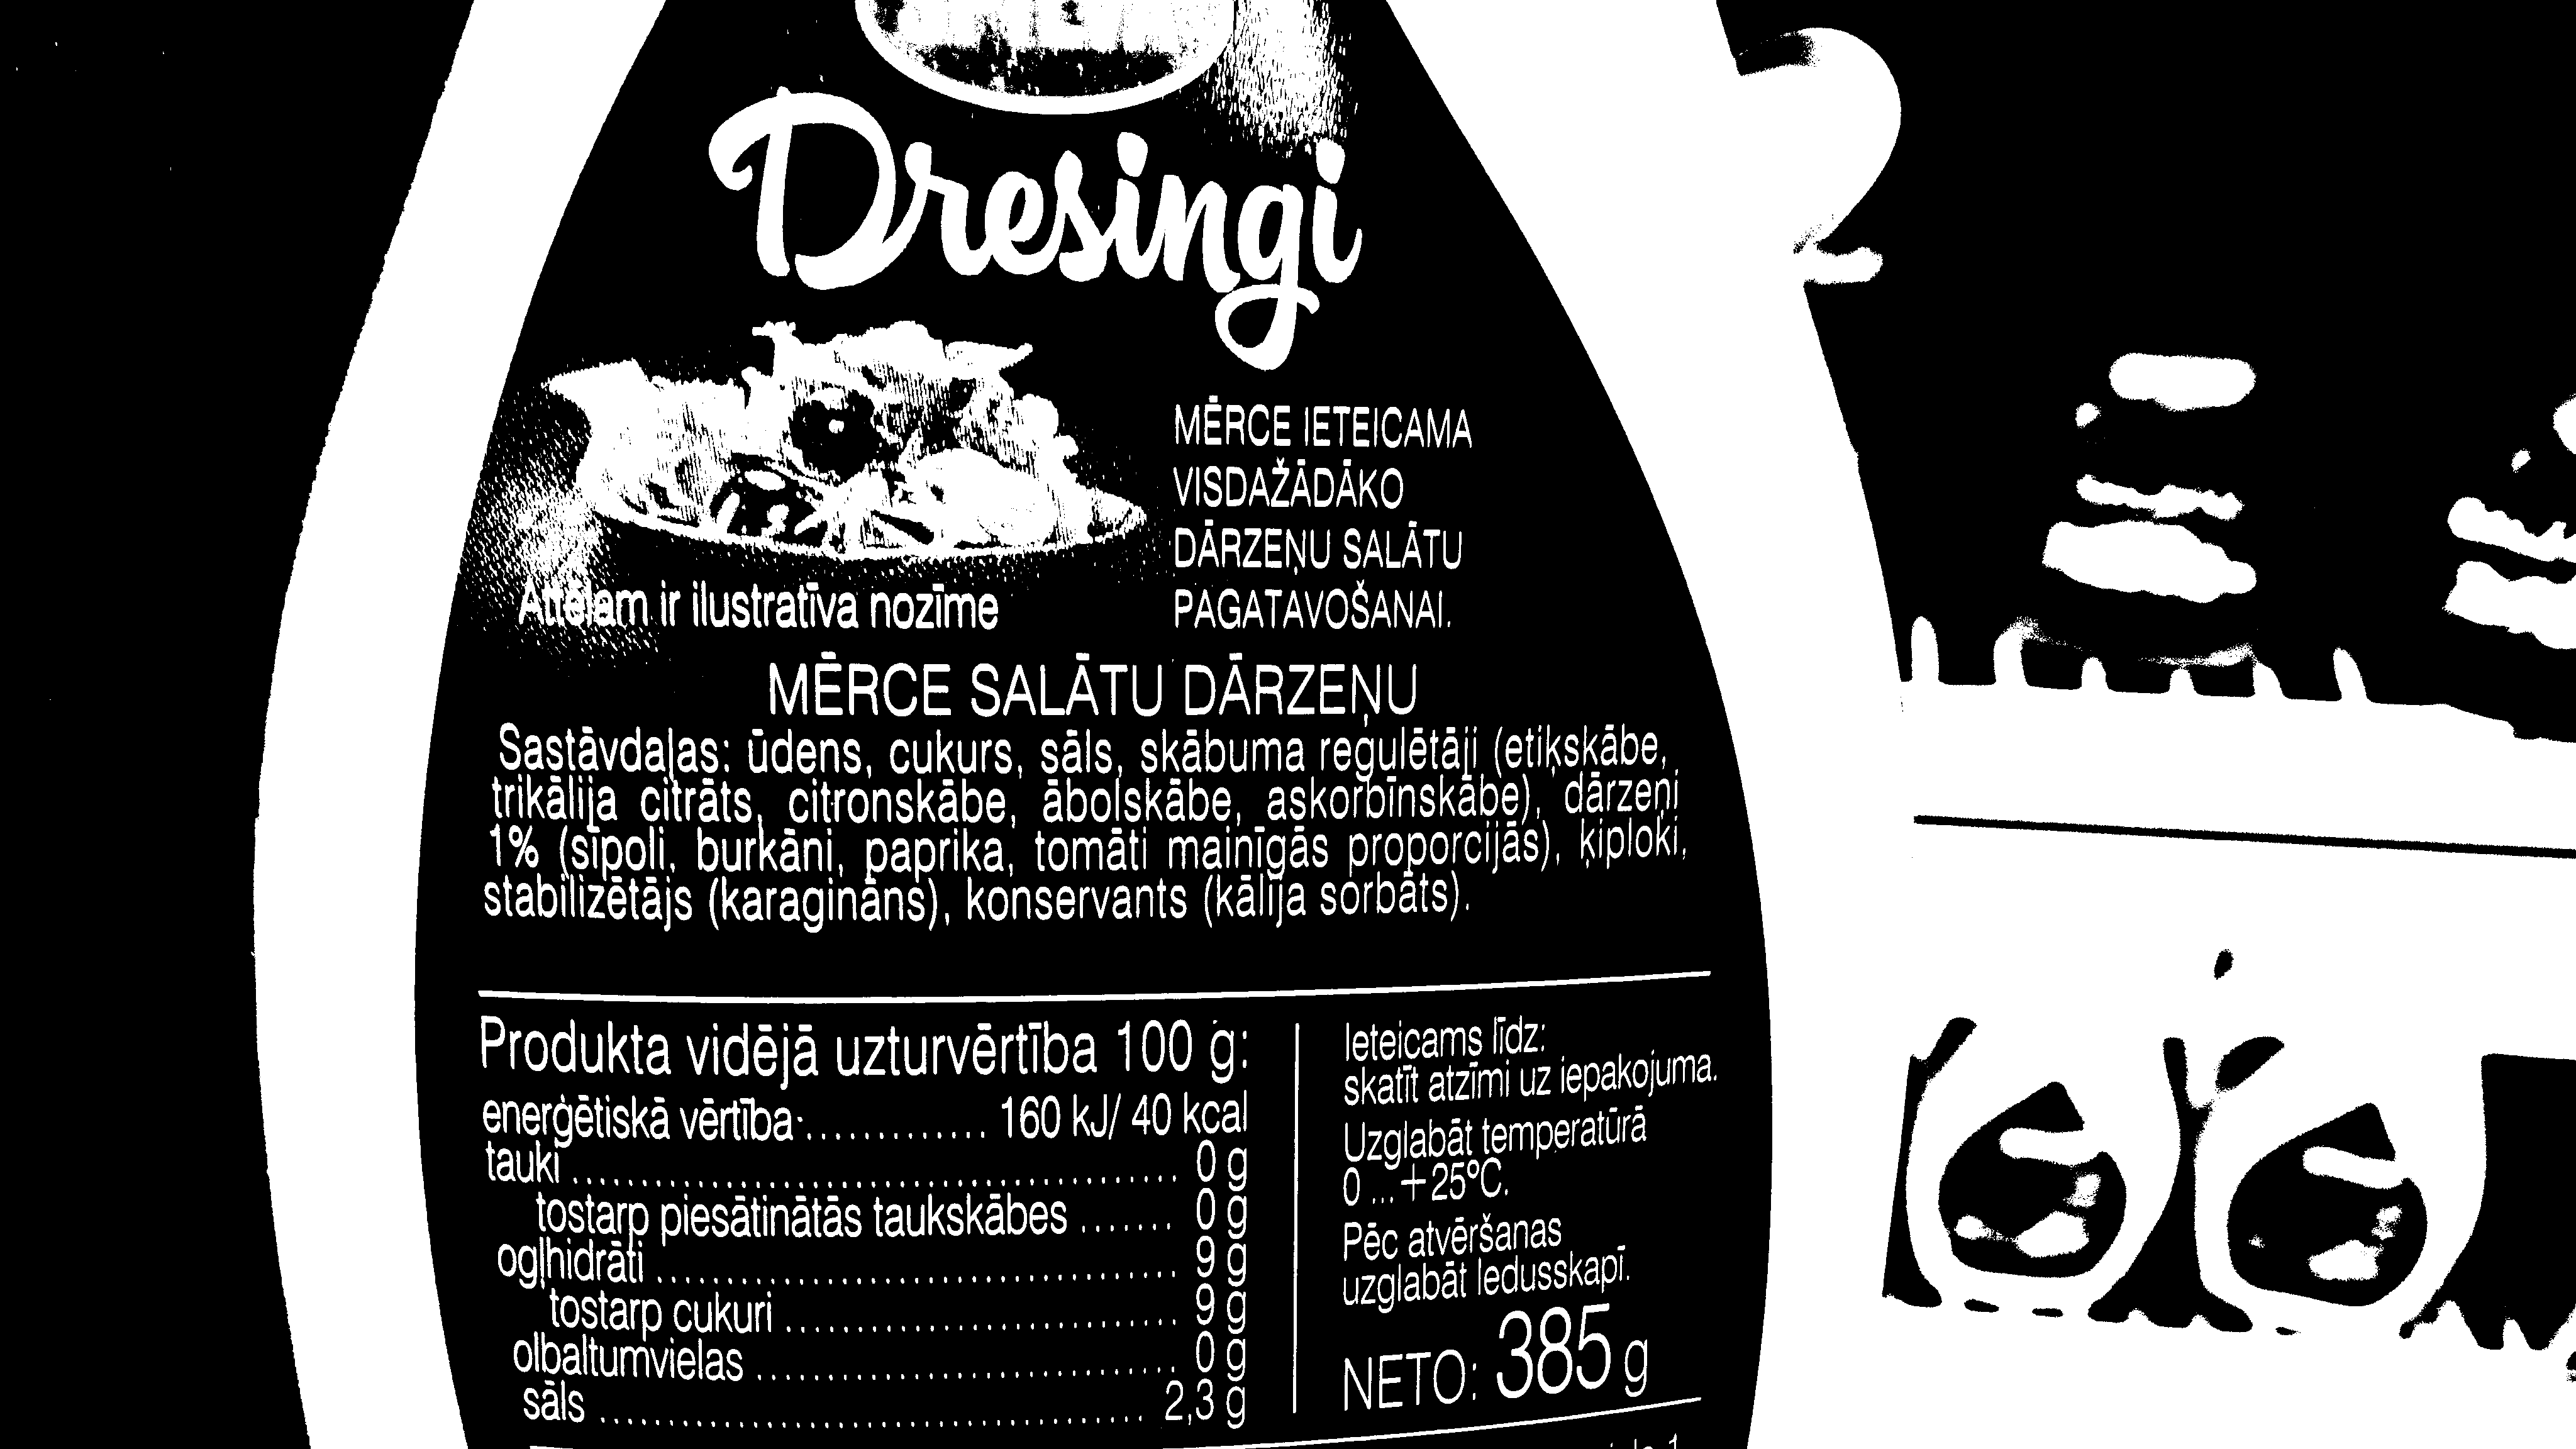 Dresingi
MĒRCE IETEICAMA
VISDAŽĀDĀKO
DĀRZEŅU SALĀTU
PAGATAVOŠANAI.
Attēlam ir ilustratīva nozīme
MĒRCE SALĀTU DĀRZEŅU
Sastāvdaļas: ūdens, cukurs, sāls, skābuma regulētāji (etiķskābe,
trikālija citrāts, citronskābe, ābolskābe, askorbīnskābe), dārzeņi
1% (sīpoli, burkāni, paprika, tomāti mainīgās proporcijās), ķiploki,
stabilizētājs (karagināns), konservants (kālija sorbāts).
Produkta vidējā uzturvērtība 100 g:
enerģētiskā vērtība:............. 160 kJ/ 40 kcal
tauki ............................................ 0 g
tostarp piesātinātās taukskābes ....... 0 g
ogļhidrāti ...................................... 9 g
tostarp cukuri ............................ 9 g
olbaltumvielas .............................. 0 g
sāls ........................................ 2,3 g
Ieteicams līdz:
skatīt atzīmi uz iepakojuma.
Uzglabāt temperatūrā
0 ... +25°C.
Pēc atvēršanas
uzglabāt ledusskapī.
NETO: 385 g